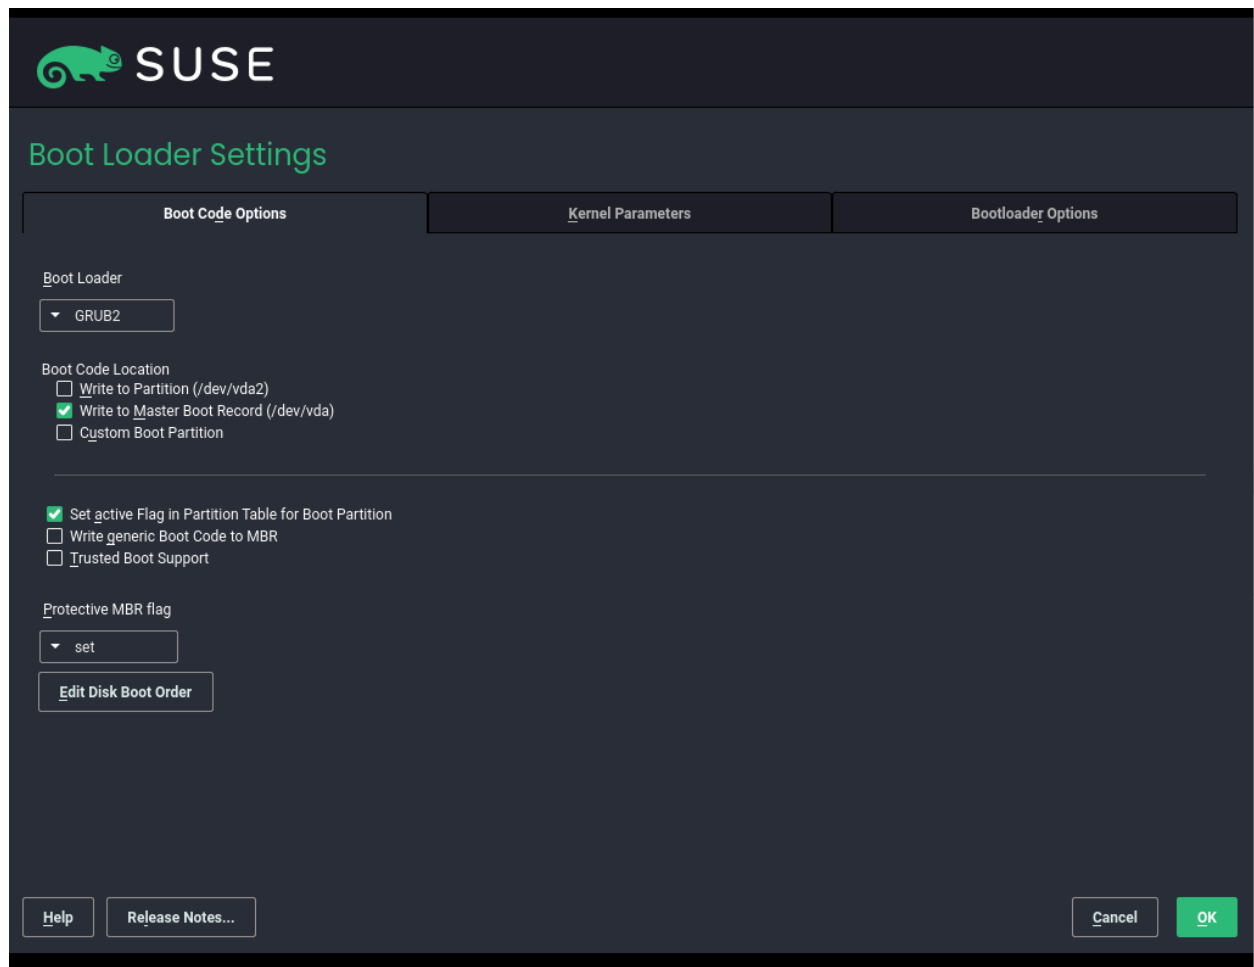 SUSE
Boot Loader Settings
Boot Code Options
Kernel Parameters
Bootloader Options
Boot Loader
GRUB2
Boot Code Location
Write to Partition (/dev/vda2)
Write to Master Boot Record (/dev/vda)
Custom Boot Partition
Set active Flag in Partition Table for Boot Partition
Write generic Boot Code to MBR
Trusted Boot Support
Protective MBR flag
set
Edit Disk Boot Order
Help
Release Notes...
Cancel
OK